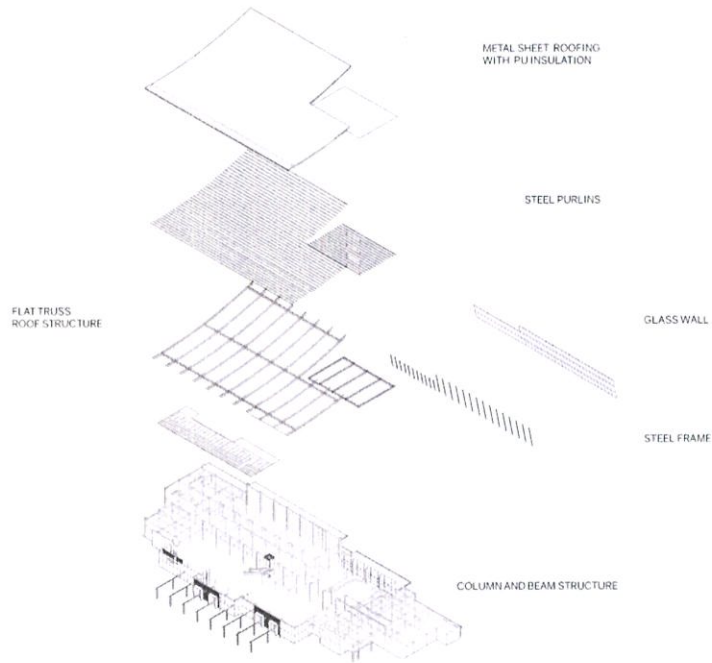 METAL SHEET ROOFING
WITH PU INSULATION
STEEL PURLINS
FLAT TRUSS
ROOF STRUCTURE
GLASS WALL
STEEL FRAME
COLUMN AND BEAM STRUCTURE